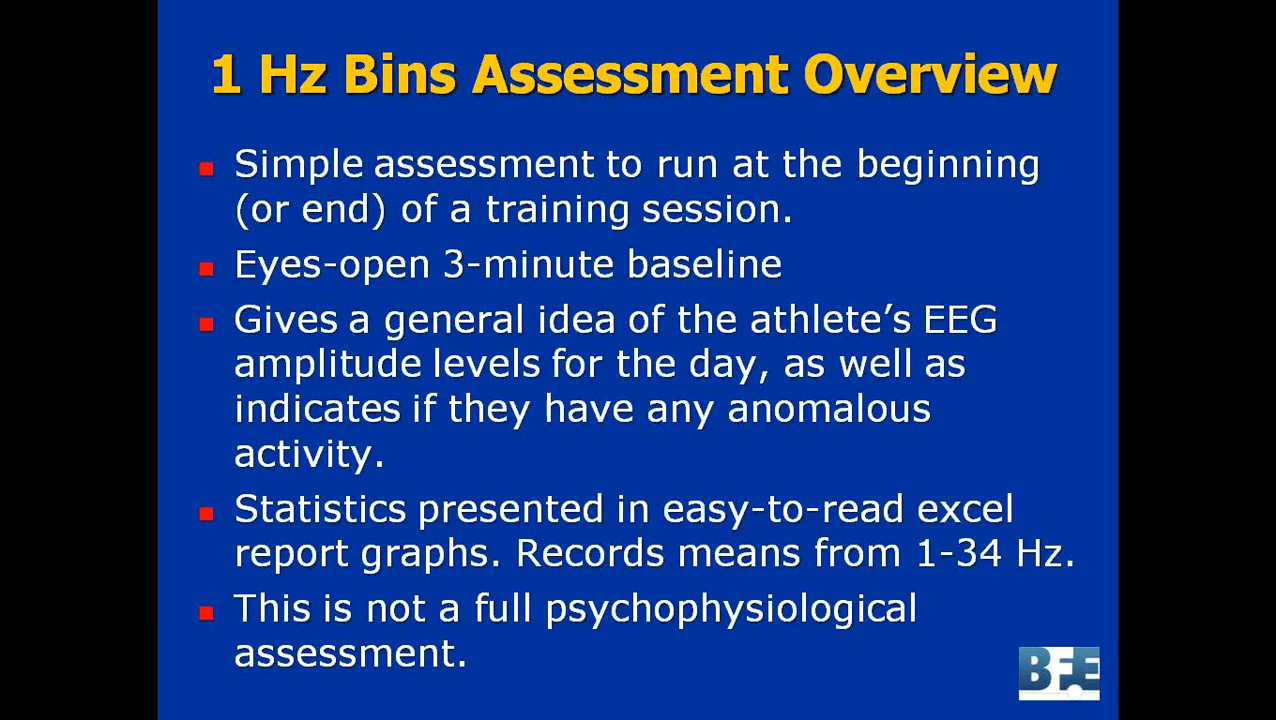 1 Hz Bins Assessment Overview
Simple assessment to run at the beginning
(or end) of a training session.
Eyes-open 3-minute baseline
Gives a general idea of the athlete’s EEG
amplitude levels for the day, as well as
indicates if they have any anomalous
activity.
Statistics presented in easy-to-read excel
report graphs. Records means from 1-34 Hz.
This is not a full psychophysiological
assessment.
BFE